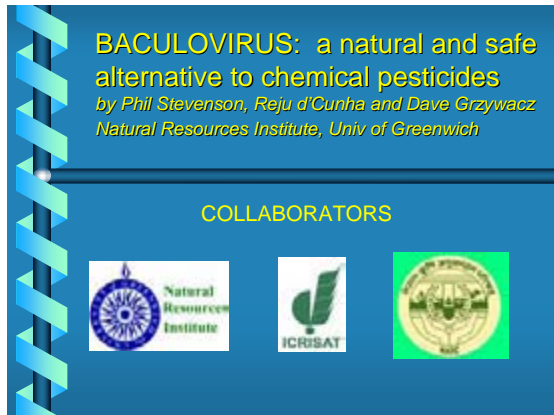 BACULOVIRUS: a natural and safe
alternative to chemical pesticides
by Phil Stevenson, Reju d'Cunha and Dave Grzywacz
Natural Resources Institute, Univ of Greenwich
COLLABORATORS
Natural
Resources
Institute
ICRISAT